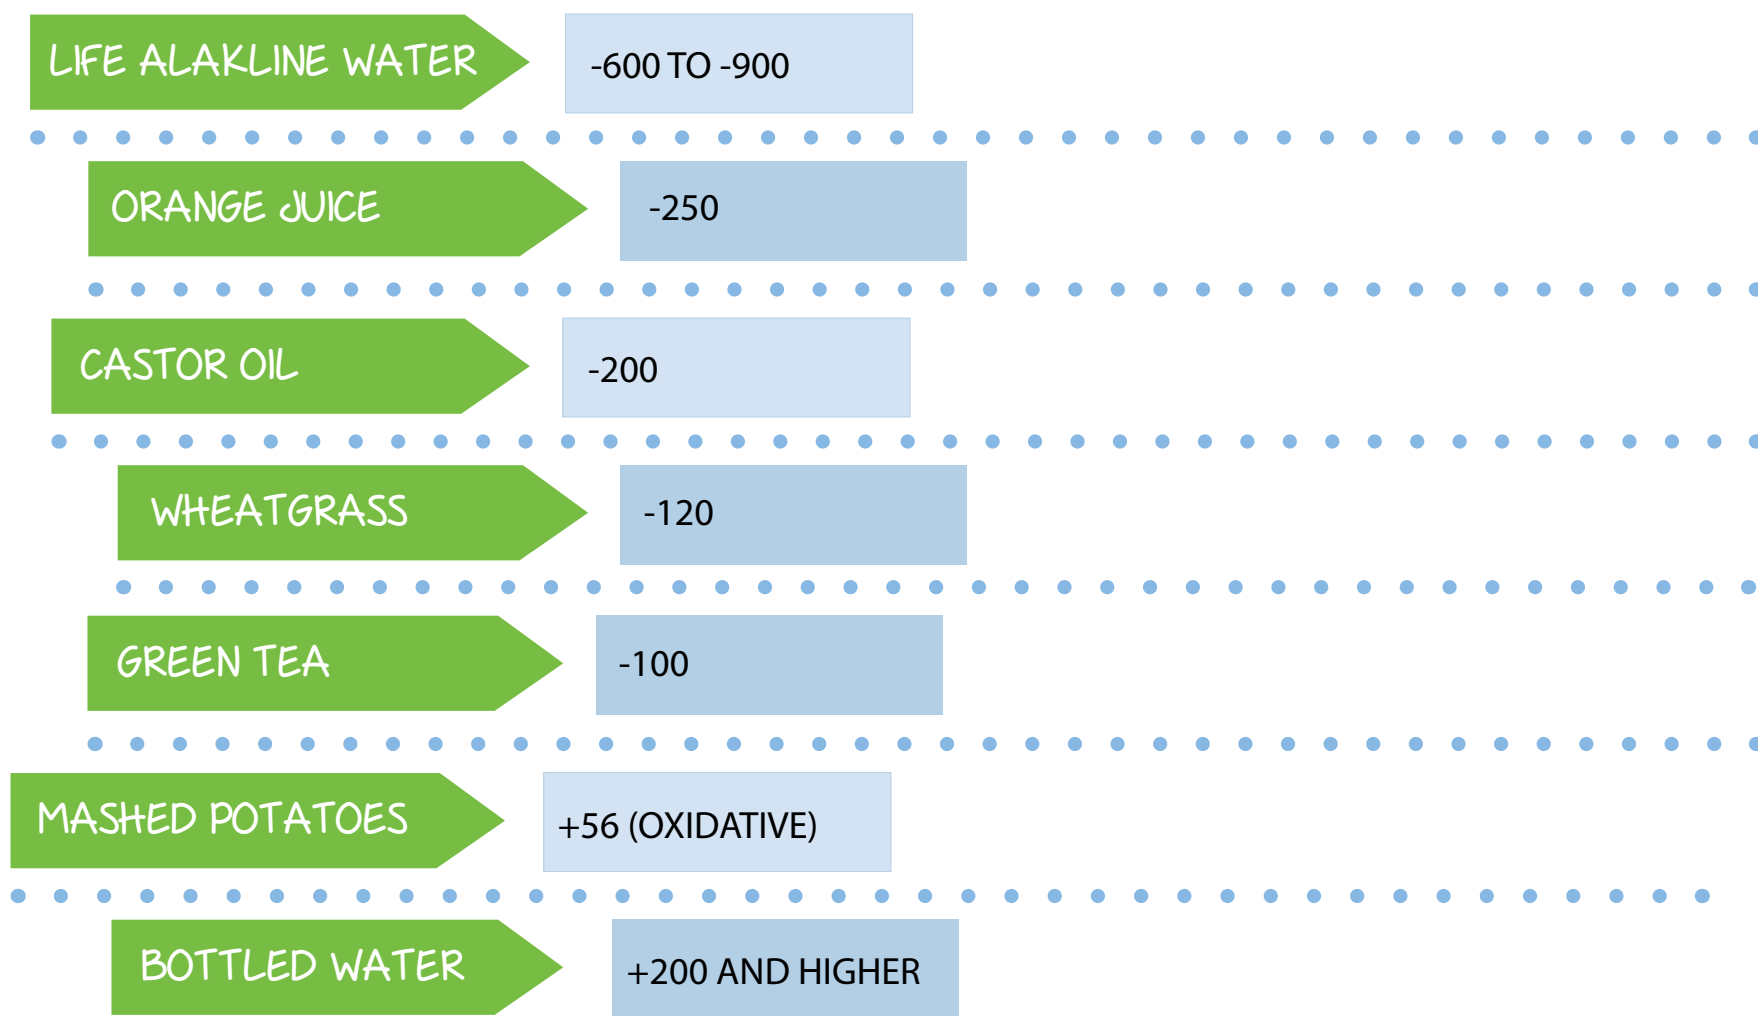 LIFE ALAKLINE WATER -600 TO -900
ORANGE JUICE -250
CASTOR OIL -200
WHEATGRASS -120
GREEN TEA -100
MASHED POTATOES +56 (OXIDATIVE)
BOTTLED WATER +200 AND HIGHER